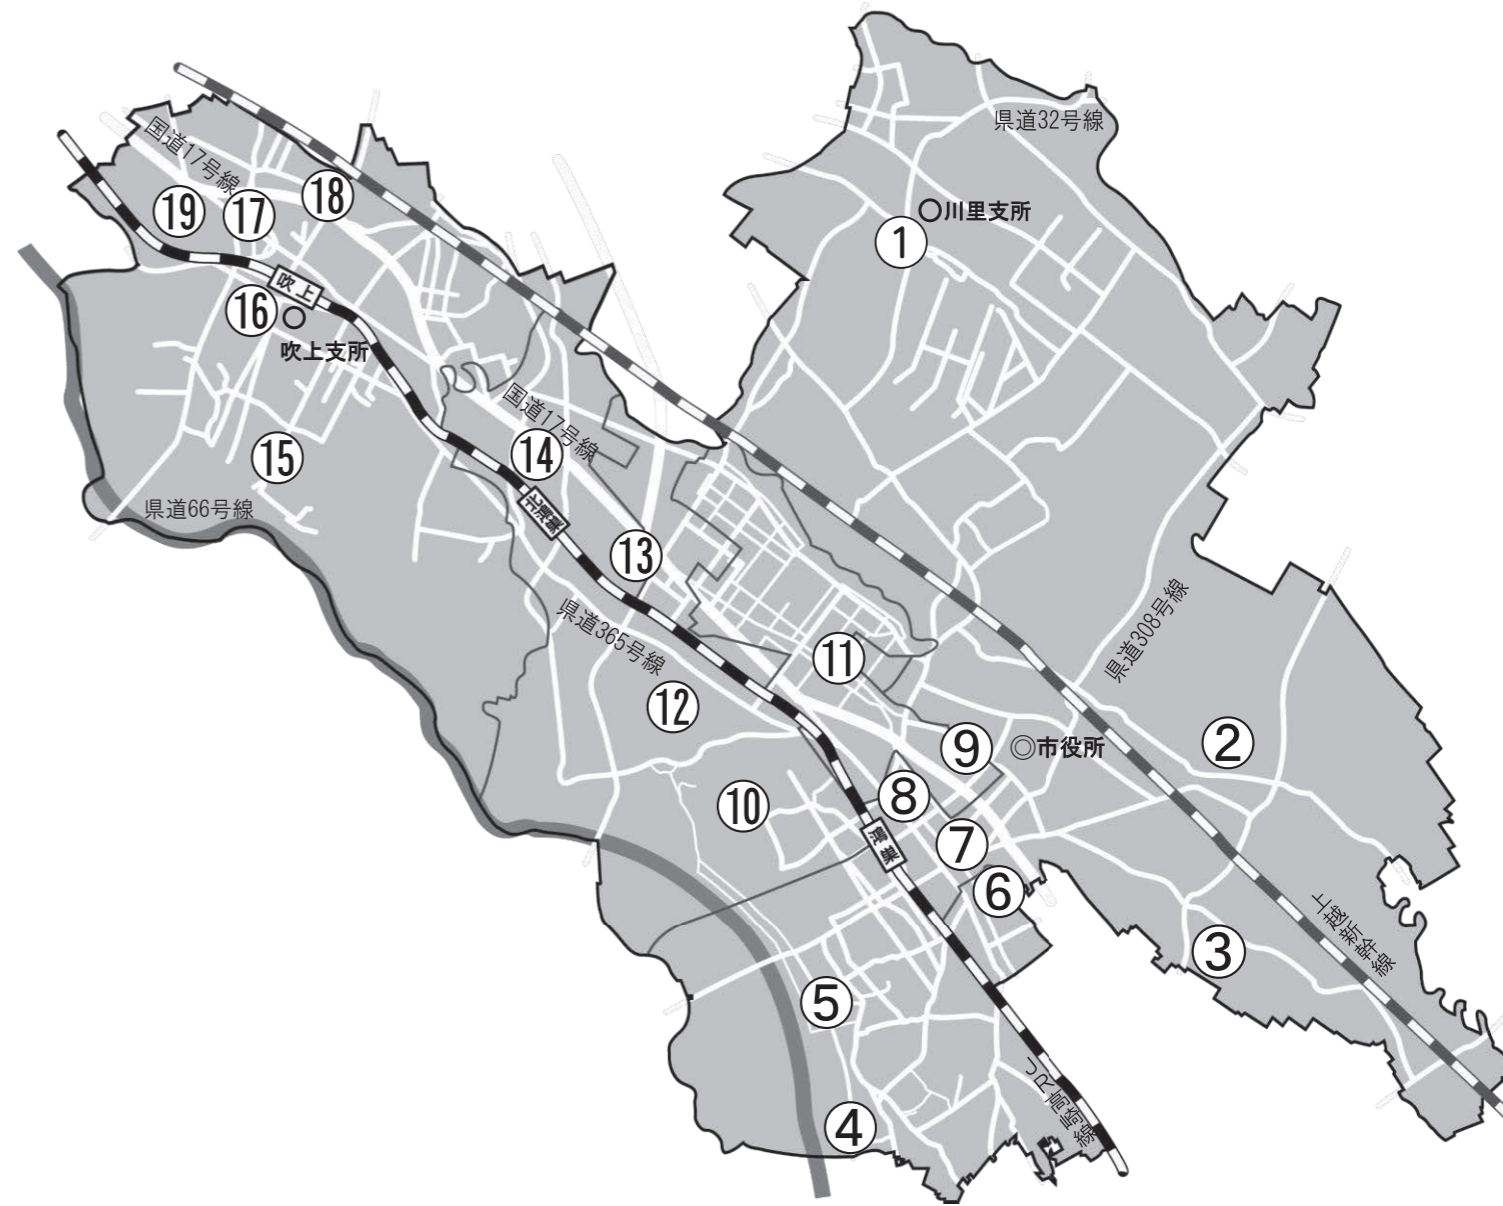 県道32号線
国道17号線
⑱
⑲
⑰
川里支所
①
吹上
⑯
吹上支所
国道17号線
⑭
⑮
県道66号線
北鴻巣
⑬
県道365号線
県道308号線
⑪
⑫
⑨
市役所
②
⑧
⑩
鴻巣
⑦
⑥
上越新幹線
③
⑤
JR高崎線
④